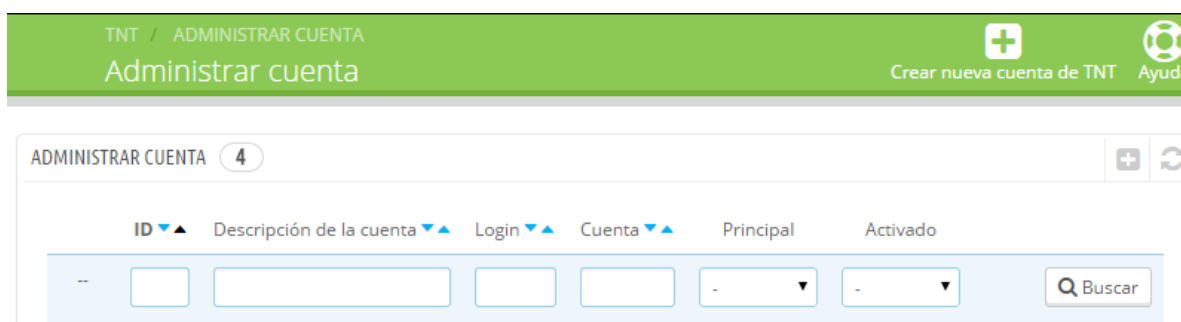 TNT / ADMINISTRAR CUENTA
Administrar cuenta
Crear nueva cuenta de TNT
Ayud
ADMINISTRAR CUENTA 4
ID Descripción de la cuenta Login Cuenta Principal Activado
-- - - Buscar